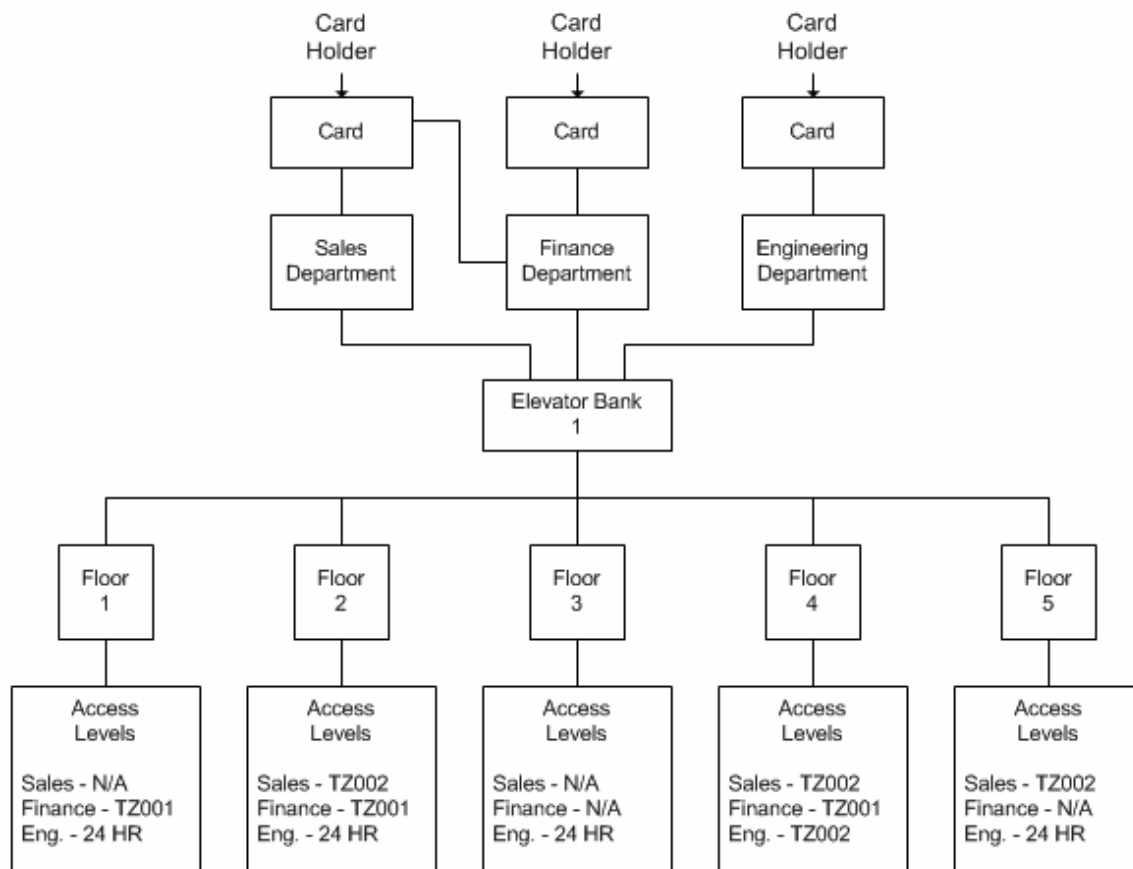 Card
Holder
Card
Holder
Card
Holder
Card
Card
Card
Sales
Department
Finance
Department
Engineering
Department
Elevator Bank
1
Floor
1
Floor
2
Floor
3
Floor
4
Floor
5
Access
Levels
Sales - N/A
Finance - TZ001
Eng. - 24 HR
Access
Levels
Sales - TZ002
Finance - TZ001
Eng. - 24 HR
Access
Levels
Sales - N/A
Finance - N/A
Eng. - 24 HR
Access
Levels
Sales - TZ002
Finance - TZ001
Eng. - TZ002
Access
Levels
Sales - TZ002
Finance - N/A
Eng. - 24 HR